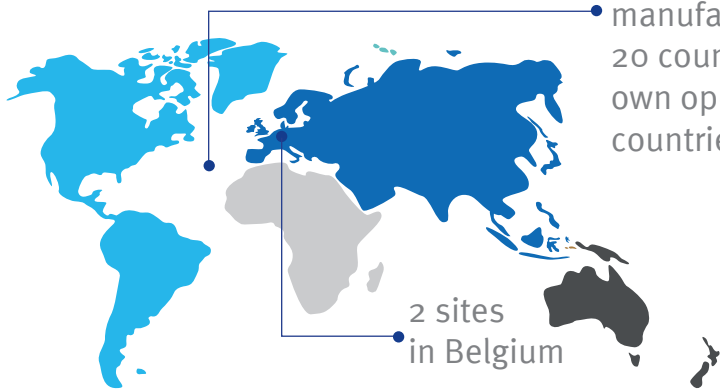 manufa
20 coun
own op
countrie
2 sites
in Belgium